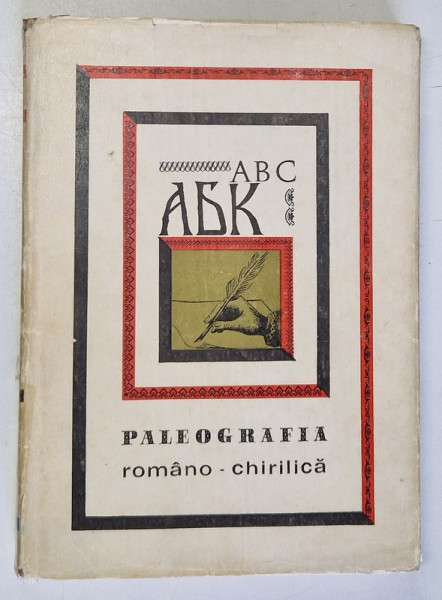 ABC
АБК
PALEOGRAFIA
româno - chirilică